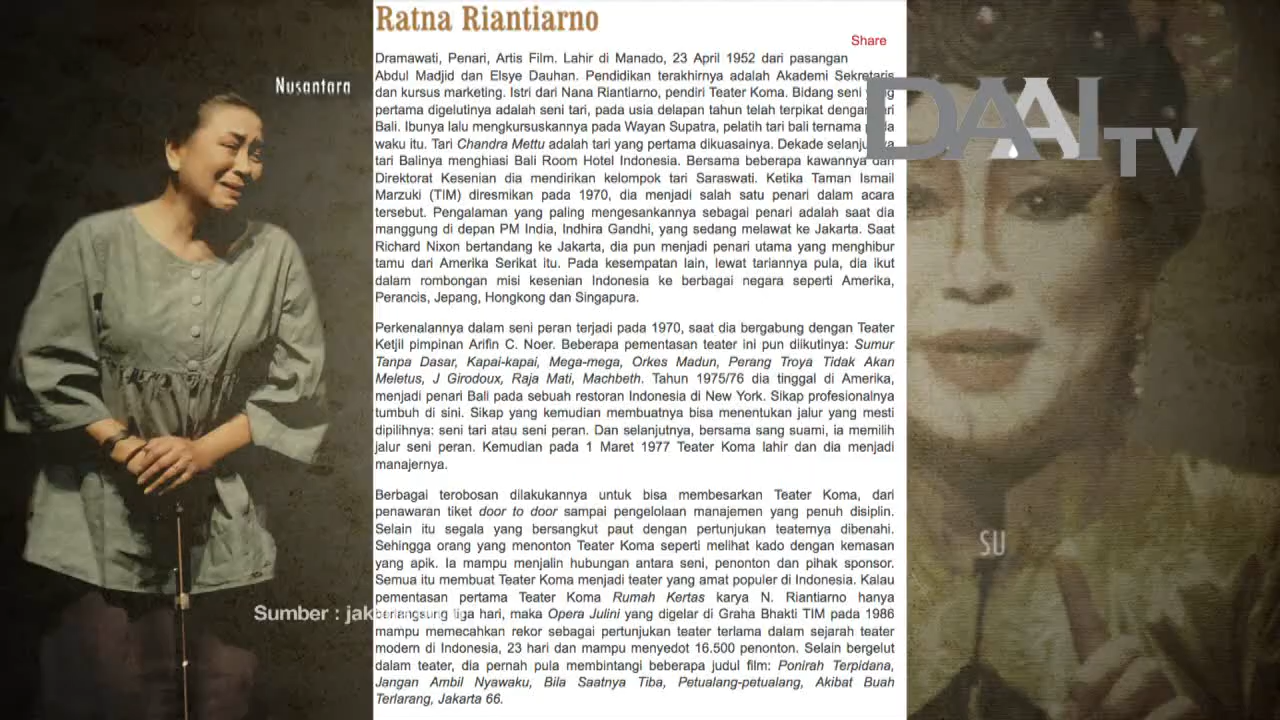 Ratna Riantiarno
Share
Dramawati, Penari, Artis Film. Lahir di Manado, 23 April 1952 dari pasangan
Abdul Madjid dan Elsye Dauhan. Pendidikan terakhirnya adalah Akademi Sekretaris
dan kursus marketing. Istri dari Nana Riantiarno, pendiri Teater Koma. Bidang seni yang
pertama digelutinya adalah seni tari, pada usia delapan tahun telah terpikat dengan tari
Bali. Ibunya lalu mengkursuskannya pada Wayan Supatra, pelatih tari bali ternama pada
waku itu. Tari Chandra Mettu adalah tari yang pertama dikuasainya. Dekade selanjutnya
tari Balinya menghiasi Bali Room Hotel Indonesia. Bersama beberapa kawannya dari
Direktorat Kesenian dia mendirikan kelompok tari Saraswati. Ketika Taman Ismail
Marzuki (TIM) diresmikan pada 1970, dia menjadi salah satu penari dalam acara
tersebut. Pengalaman yang paling mengesankannya sebagai penari adalah saat dIa
manggung di depan PM India, Indhira Gandhi, yang sedang melawat ke Jakarta. Saat
Richard Nixon bertandang ke Jakarta, dia pun menjadi penari utama yang menghibur
tamu dari Amerika Serikat itu. Pada kesempatan lain, lewat tariannya pula, dia ikut
dalam rombongan misi kesenian Indonesia ke berbagai negara seperti Amerika,
Perancis, Jepang, Hongkong dan Singapura.
Perkenalannya dalam seni peran terjadi pada 1970, saat dia bergabung dengan Teater
Ketjil pimpinan Arifin C. Noer. Beberapa pementasan teater ini pun diikutinya: Sumur
Tanpa Dasar, Kapai-kapai, Mega-mega, Orkes Madun, Perang Troya Tidak Akan
Meletus, J Girodoux, Raja Mati, Machbeth. Tahun 1975/76 dia tinggal di Amerika,
menjadi penari Bali pada sebuah restoran Indonesia di New York. Sikap profesionalnya
tumbuh di sini. Sikap yang kemudian membuatnya bisa menentukan jalur yang mesti
dipilihnya: seni tari atau seni peran. Dan selanjutnya, bersama sang suami, ia memilih
jalur seni peran. Kemudian pada 1 Maret 1977 Teater Koma lahir dan dia menjadi
manajernya.
Berbagai terobosan dilakukannya untuk bisa membesarkan Teater Koma, dari
penawaran tiket door to door sampai pengelolaan manajemen yang penuh disiplin.
Selain itu segala yang bersangkut paut dengan pertunjukan teaternya dibenahi.
Sehingga orang yang menonton Teater Koma seperti melihat kado dengan kemasan
yang apik. Ia mampu menjalin hubungan antara seni, penonton dan pihak sponsor.
Semua itu membuat Teater Koma menjadi teater yang amat populer di Indonesia. Kalau
pementasan pertama Teater Koma Rumah Kertas karya N. Riantiarno hanya
berlangsung tiga hari, maka Opera Julini yang digelar di Graha Bhakti TIM pada 1986
mampu memecahkan rekor sebagai pertunjukan teater terlama dalam sejarah teater
modern di Indonesia, 23 hari dan mampu menyedot 16.500 penonton. Selain bergelut
dalam teater, dia pernah pula membintangi beberapa judul film: Ponirah Terpidana,
Jangan Ambil Nyawaku, Bila Saatnya Tiba, Petualang-petualang, Akibat Buah
Terlarang, Jakarta 66.
Nusantara
DAAI TV
SU
Sumber :